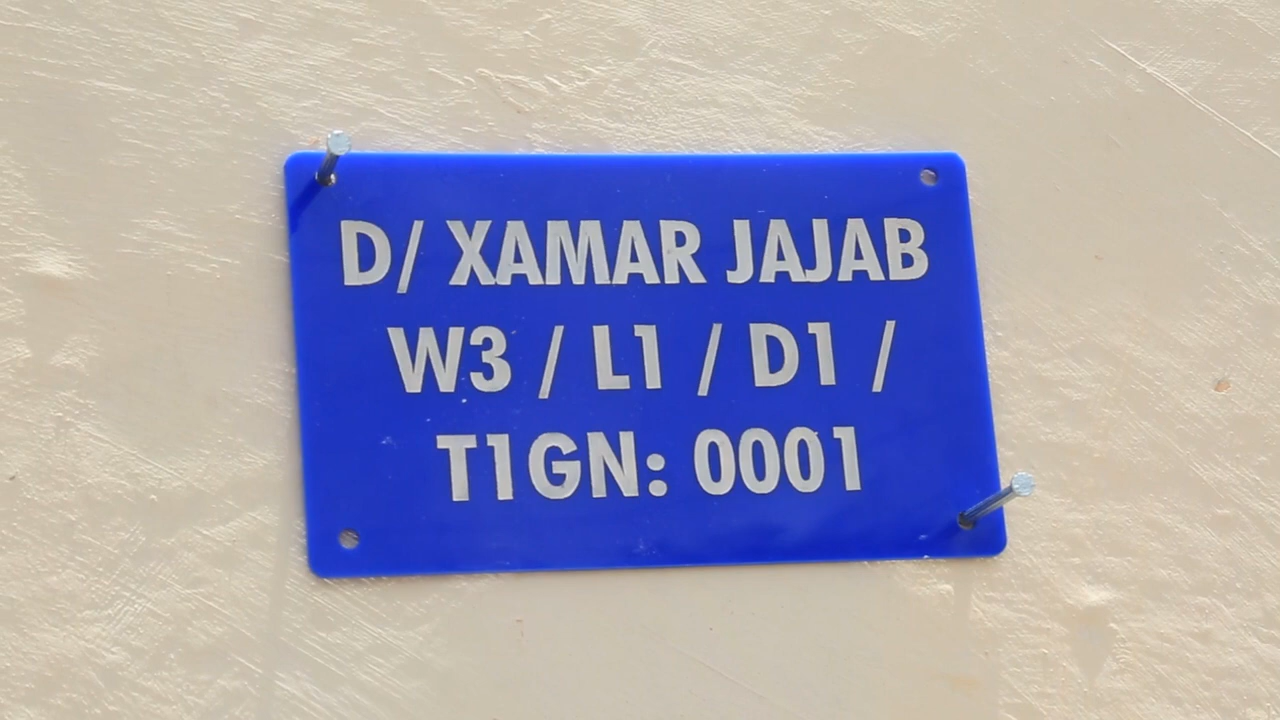 D/ XAMAR JAJAB
W3 / L1 / D1 /
T1GN: 0001